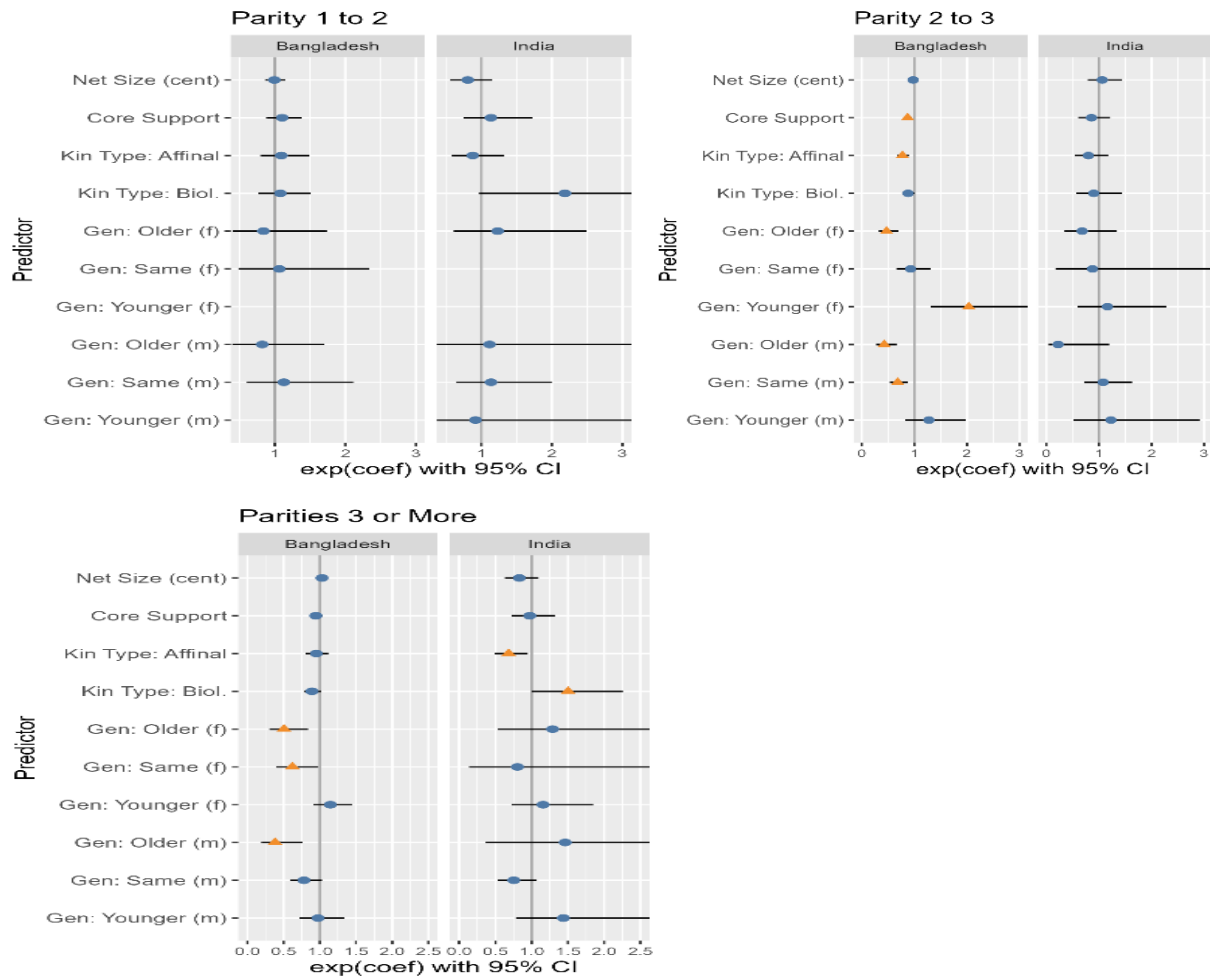 Parity 1 to 2
Bangladesh India
Predictor
Net Size (cent)
Core Support
Kin Type: Affinal
Kin Type: Biol.
Gen: Older (f)
Gen: Same (f)
Gen: Younger (f)
Gen: Older (m)
Gen: Same (m)
Gen: Younger (m)
1 2 3 1 2 3
exp(coef) with 95% CI
Parity 2 to 3
Bangladesh India
Predictor
Net Size (cent)
Core Support
Kin Type: Affinal
Kin Type: Biol.
Gen: Older (f)
Gen: Same (f)
Gen: Younger (f)
Gen: Older (m)
Gen: Same (m)
Gen: Younger (m)
0 1 2 3 0 1 2 3
exp(coef) with 95% CI
Parities 3 or More
Bangladesh India
Predictor
Net Size (cent)
Core Support
Kin Type: Affinal
Kin Type: Biol.
Gen: Older (f)
Gen: Same (f)
Gen: Younger (f)
Gen: Older (m)
Gen: Same (m)
Gen: Younger (m)
0.0 0.5 1.0 1.5 2.0 2.5 0.0 0.5 1.0 1.5 2.0 2.5
exp(coef) with 95% CI